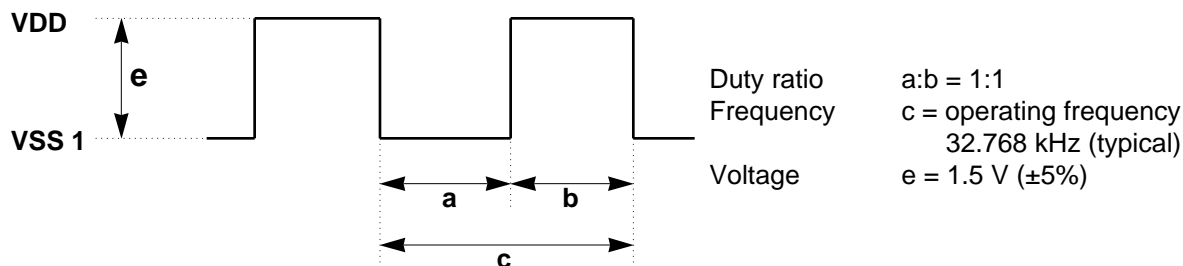 VDD
e
VSS 1
a
b
c
Duty ratio a:b = 1:1
Frequency c = operating frequency
32.768 kHz (typical)
Voltage e = 1.5 V (±5%)